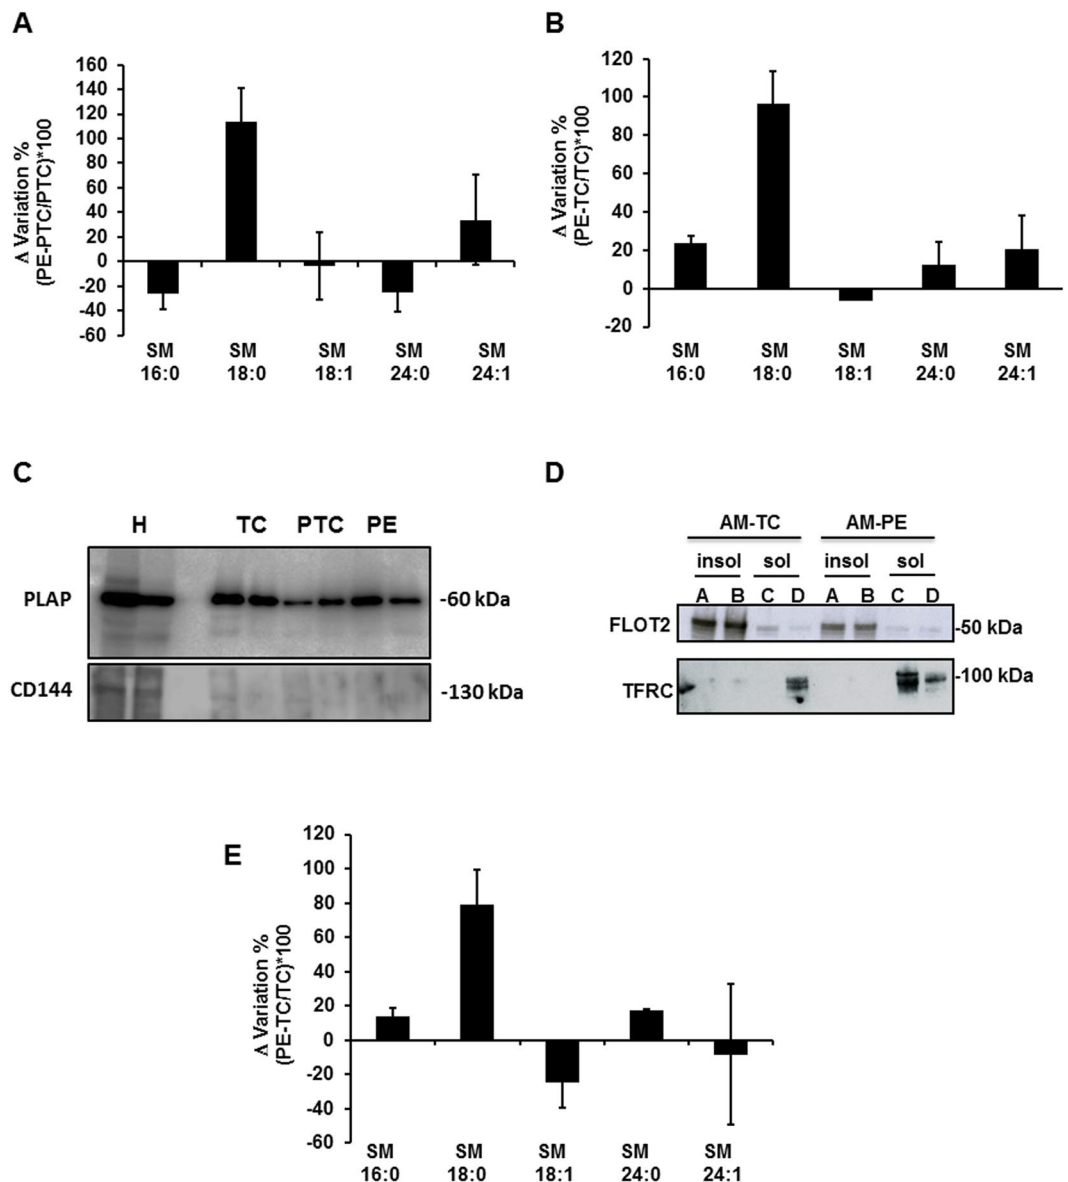 A
Δ Variation %
(PE-PTC/PTC)*100
160
140
120
100
80
60
40
20
0
-20
-40
-60
SM 16:0
SM 18:0
SM 18:1
SM 24:0
SM 24:1
B
Δ Variation %
(PE-TC/TC)*100
120
100
80
60
40
20
0
-20
SM 16:0
SM 18:0
SM 18:1
SM 24:0
SM 24:1
C
H TC PTC PE
PLAP -60 kDa
CD144 -130 kDa
D
AM-TC AM-PE
insol sol insol sol
A B C D A B C D
FLOT2 -50 kDa
TFRC -100 kDa
E
Δ Variation %
(PE-TC/TC)*100
120
100
80
60
40
20
0
-20
-40
-60
SM 16:0
SM 18:0
SM 18:1
SM 24:0
SM 24:1